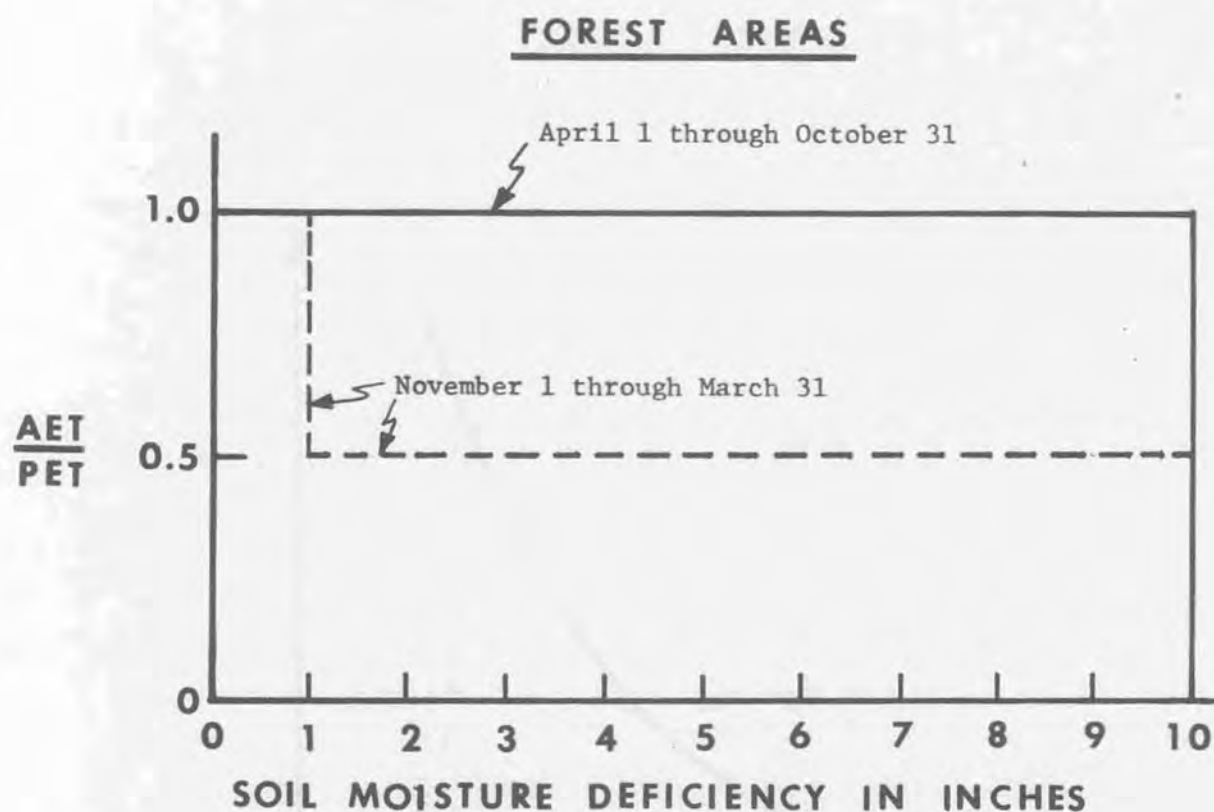 FOREST AREAS
April 1 through October 31
1.0
November 1 through March 31
AET
PET
0.5
0
0 1 2 3 4 5 6 7 8 9 10
SOIL MOISTURE DEFICIENCY IN INCHES